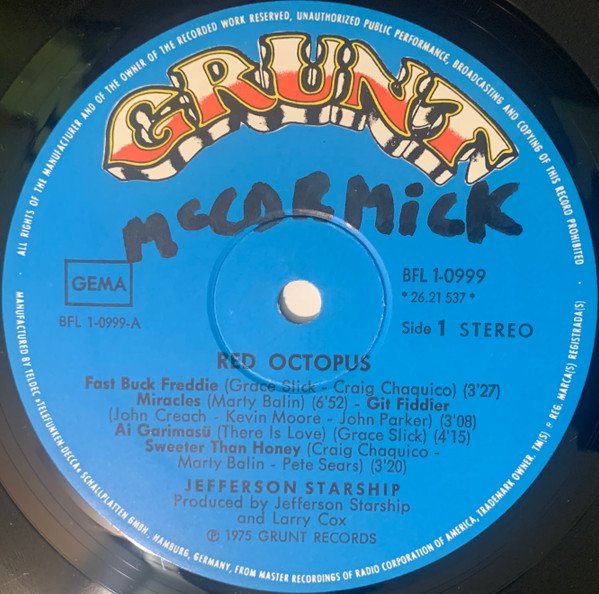 ALL RIGHTS OF THE MANUFACTURER AND OF THE OWNER OF THE RECORDED WORK RESERVED, UNAUTHORIZED PUBLIC PERFORMANCE, BROADCASTING AND COPYING OF THIS RECORD PROHIBITED
GRUNT
McCORMICK
GEMA
BFL 1-0999-A
BFL 1-0999
* 26.21 537 *
Side 1 STEREO
RED OCTOPUS
Fast Buck Freddie (Grace Slick - Craig Chaquico) (3'27)
Miracles (Marty Balin) (6'52) - Git Fiddler
(John Creach - Kevin Moore - John Parker) (3'08)
Ai Garimasū (There Is Love) (Grace Slick) (4'15)
Sweeter Than Honey (Craig Chaquico -
Marty Balin - Pete Sears) (3'20)
JEFFERSON STARSHIP
Produced by Jefferson Starship
and Larry Cox
℗ 1975 GRUNT RECORDS
MANUFACTURED BY TELDEC »TELEFUNKEN-DECCA« SCHALLPLATTEN GMBH, HAMBURG, GERMANY, FROM MASTER RECORDINGS OF RADIO CORPORATION OF AMERICA, TRADEMARK OWNER. TM(S) ® REG. MARCA(S) REGISTRADA(S)